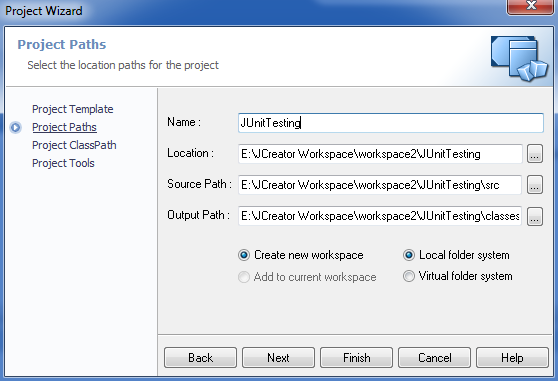 Project Wizard
Project Paths
Select the location paths for the project
Project Template
Project Paths
Project ClassPath
Project Tools
Name : JUnitTesting
Location : E:\JCreator Workspace\workspace2\JUnitTesting ...
Source Path : E:\JCreator Workspace\workspace2\JUnitTesting\src ...
Output Path : E:\JCreator Workspace\workspace2\JUnitTesting\classes ...
Create new workspace Local folder system
Add to current workspace Virtual folder system
Back Next Finish Cancel Help